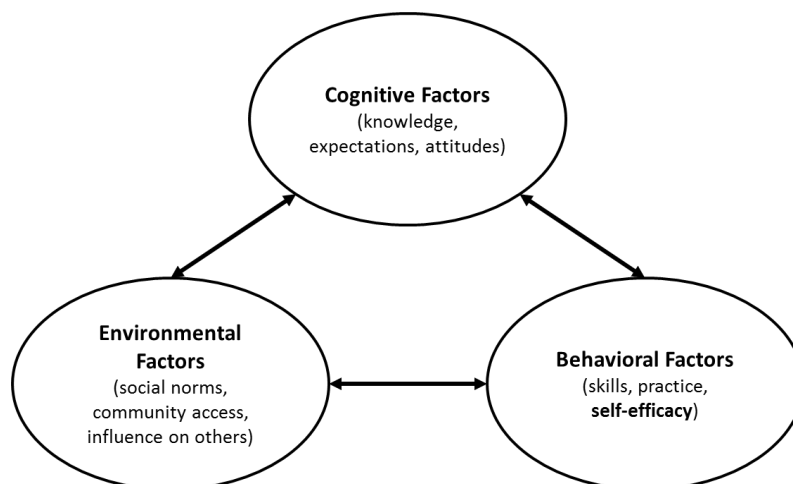 Cognitive Factors
(knowledge,
expectations, attitudes)
Environmental
Factors
(social norms,
community access,
influence on others)
Behavioral Factors
(skills, practice,
self-efficacy)